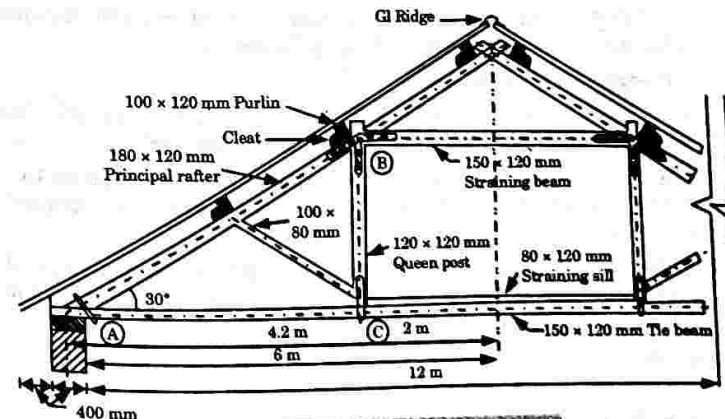 GI Ridge
100 × 120 mm Purlin
Cleat
180 × 120 mm
Principal rafter
B
150 × 120 mm
Straining beam
100 ×
80 mm
120 × 120 mm
Queen post
80 × 120 mm
Straining sill
30°
A
C
4.2 m
2 m
150 × 120 mm Tie beam
6 m
12 m
400 mm